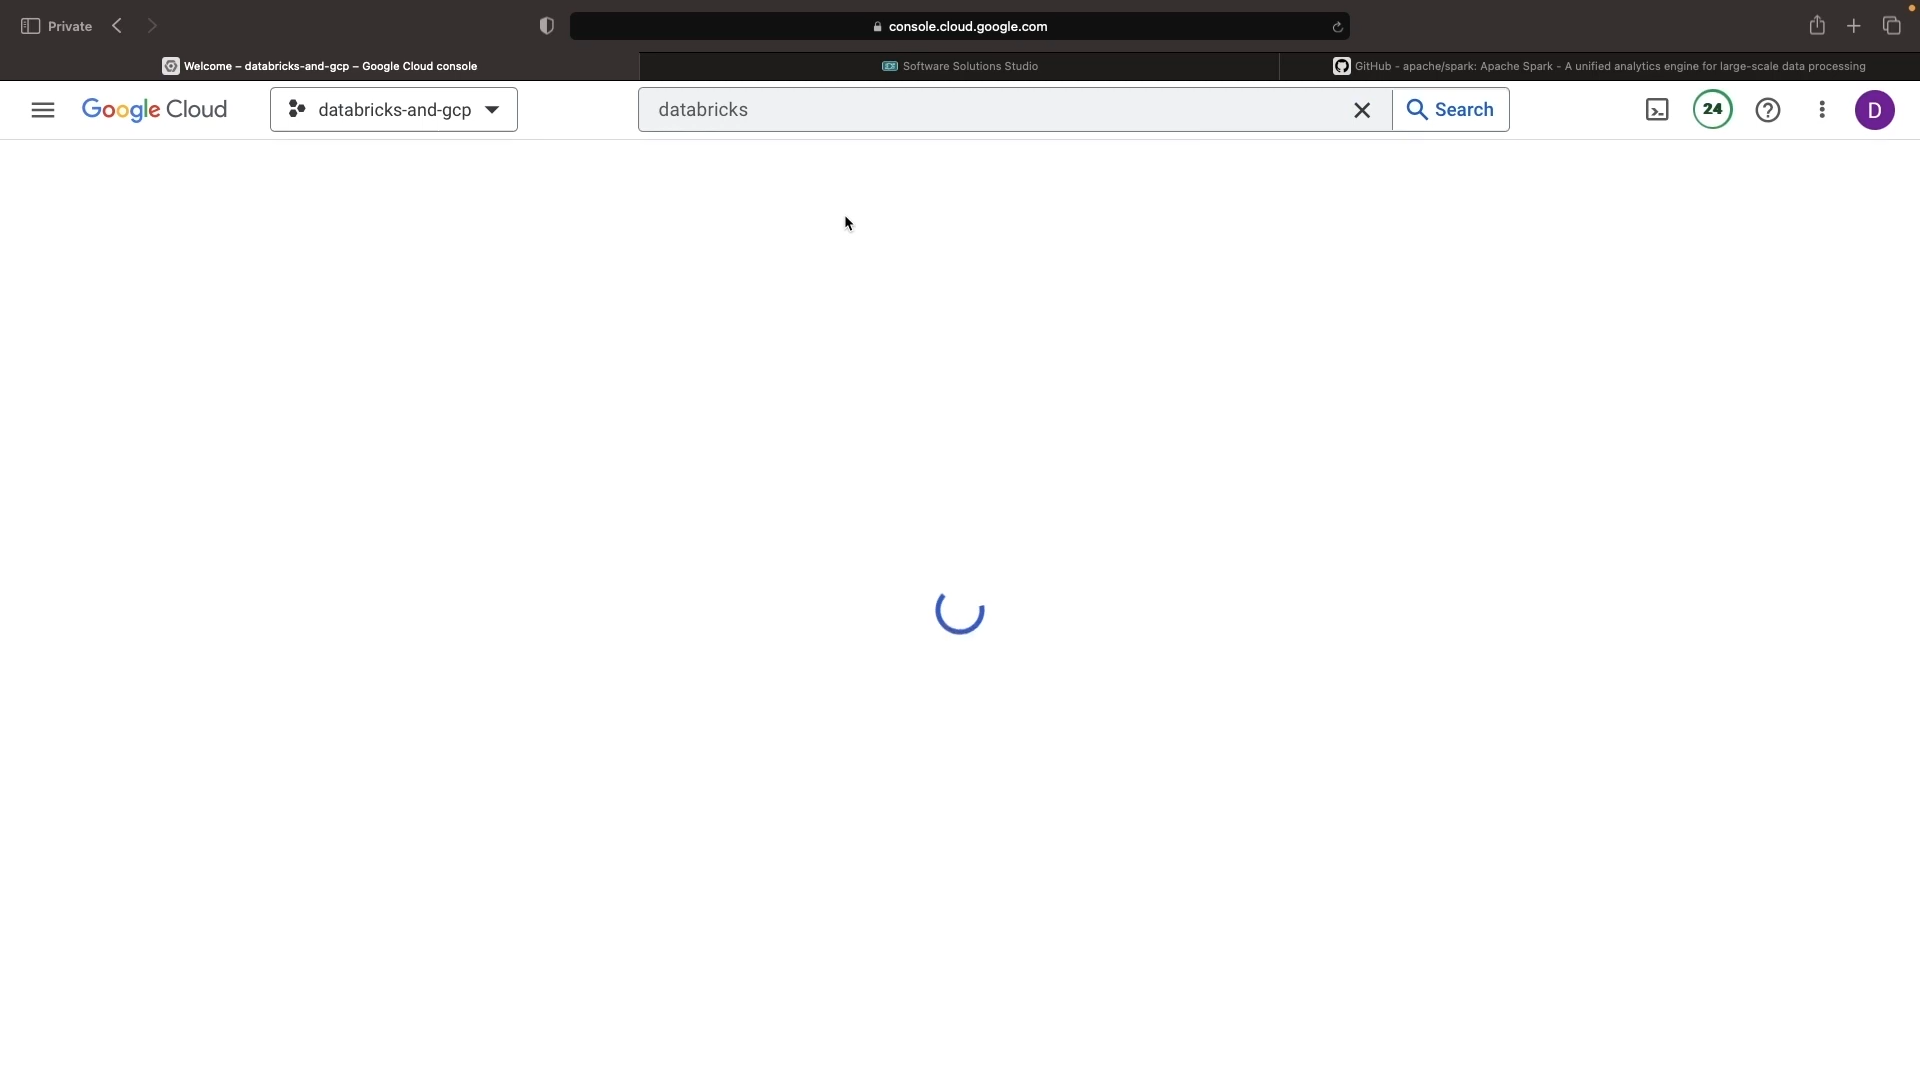 Private
console.cloud.google.com
Welcome – databricks-and-gcp – Google Cloud console
Software Solutions Studio
GitHub - apache/spark: Apache Spark - A unified analytics engine for large-scale data processing
Google Cloud
databricks-and-gcp
databricks
Search
24
D